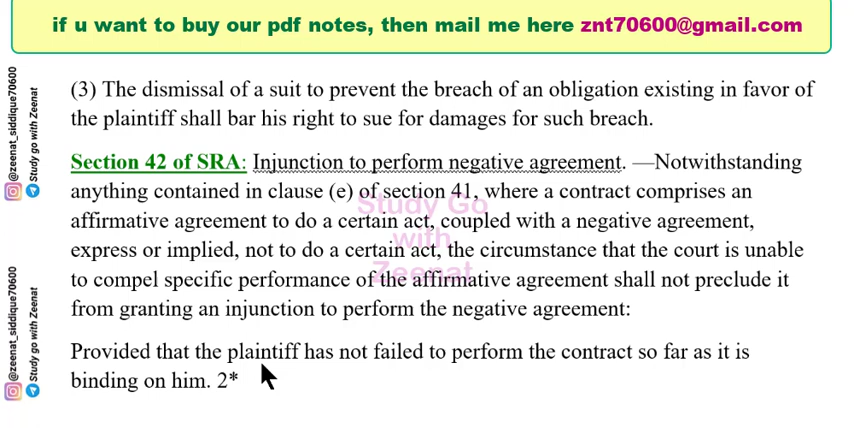 if u want to buy our pdf notes, then mail me here znt70600@gmail.com
(3) The dismissal of a suit to prevent the breach of an obligation existing in favor of
the plaintiff shall bar his right to sue for damages for such breach.
Section 42 of SRA: Injunction to perform negative agreement. —Notwithstanding
anything contained in clause (e) of section 41, where a contract comprises an
affirmative agreement to do a certain act, coupled with a negative agreement,
express or implied, not to do a certain act, the circumstance that the court is unable
to compel specific performance of the affirmative agreement shall not preclude it
from granting an injunction to perform the negative agreement:
Provided that the plaintiff has not failed to perform the contract so far as it is
binding on him. 2*
@zeenat_siddique70600
Study go with Zeenat
@zeenat_siddique70600
Study go with Zeenat
Study Go
with
Zeenat